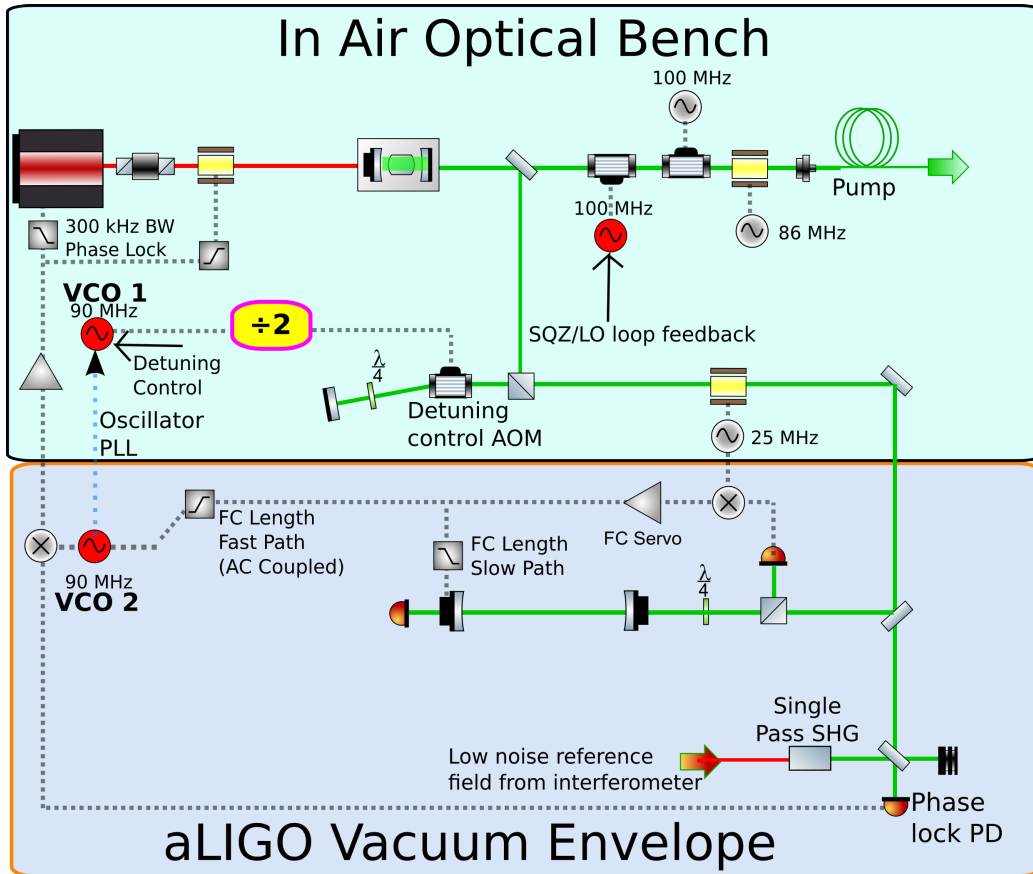 In Air Optical Bench
100 MHz
Pump
300 kHz BW
Phase Lock
100 MHz
86 MHz
VCO 1
90 MHz
÷2
SQZ/LO loop feedback
Detuning
Control
λ
4
Detuning
control AOM
Oscillator
PLL
25 MHz
FC Length
Fast Path
(AC Coupled)
FC Length
Slow Path
FC Servo
90 MHz
VCO 2
λ
4
Single
Pass SHG
Low noise reference
field from interferometer
Phase
lock PD
aLIGO Vacuum Envelope